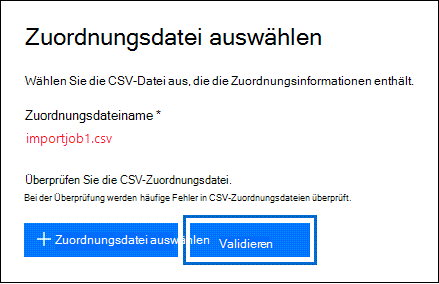 Zuordnungsdatei auswählen
Wählen Sie die CSV-Datei aus, die die Zuordnungsinformationen enthält.
Zuordnungsdateiname *
importjob1.csv
Überprüfen Sie die CSV-Zuordnungsdatei.
Bei der Überprüfung werden häufige Fehler in CSV-Zuordnungsdateien überprüft.
+ Zuordnungsdatei auswählen
Validieren